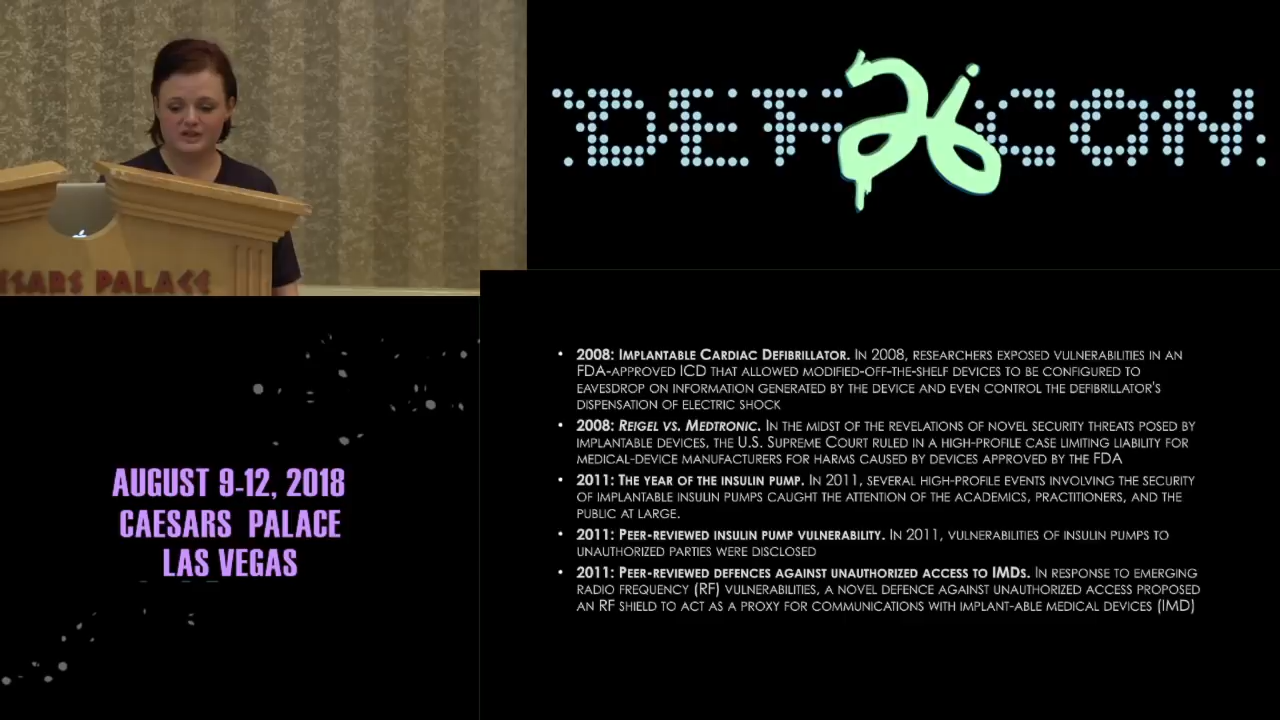 DEF 26 CON
ESARS PALACE
AUGUST 9-12, 2018
CAESARS PALACE
LAS VEGAS
• 2008: IMPLANTABLE CARDIAC DEFIBRILLATOR. IN 2008, RESEARCHERS EXPOSED VULNERABILITIES IN AN
FDA-APPROVED ICD THAT ALLOWED MODIFIED-OFF-THE-SHELF DEVICES TO BE CONFIGURED TO
EAVESDROP ON INFORMATION GENERATED BY THE DEVICE AND EVEN CONTROL THE DEFIBRILLATOR'S
DISPENSATION OF ELECTRIC SHOCK
• 2008: REIGEL VS. MEDTRONIC. IN THE MIDST OF THE REVELATIONS OF NOVEL SECURITY THREATS POSED BY
IMPLANTABLE DEVICES, THE U.S. SUPREME COURT RULED IN A HIGH-PROFILE CASE LIMITING LIABILITY FOR
MEDICAL-DEVICE MANUFACTURERS FOR HARMS CAUSED BY DEVICES APPROVED BY THE FDA
• 2011: THE YEAR OF THE INSULIN PUMP. IN 2011, SEVERAL HIGH-PROFILE EVENTS INVOLVING THE SECURITY
OF IMPLANTABLE INSULIN PUMPS CAUGHT THE ATTENTION OF THE ACADEMICS, PRACTITIONERS, AND THE
PUBLIC AT LARGE.
• 2011: PEER-REVIEWED INSULIN PUMP VULNERABILITY. IN 2011, VULNERABILITIES OF INSULIN PUMPS TO
UNAUTHORIZED PARTIES WERE DISCLOSED
• 2011: PEER-REVIEWED DEFENCES AGAINST UNAUTHORIZED ACCESS TO IMDS. IN RESPONSE TO EMERGING
RADIO FREQUENCY (RF) VULNERABILITIES, A NOVEL DEFENCE AGAINST UNAUTHORIZED ACCESS PROPOSED
AN RF SHIELD TO ACT AS A PROXY FOR COMMUNICATIONS WITH IMPLANT-ABLE MEDICAL DEVICES (IMD)